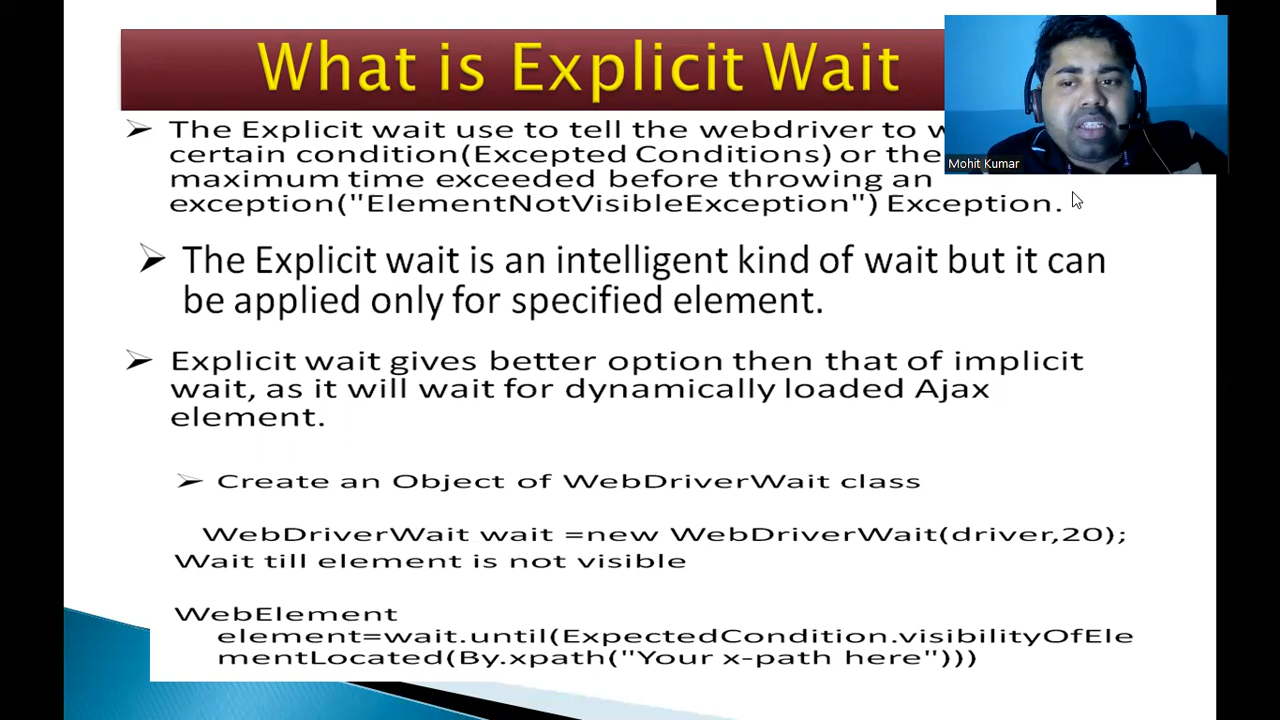 What is Explicit Wait
The Explicit wait use to tell the webdriver to
certain condition(Excepted Conditions) or the
maximum time exceeded before throwing an
exception("ElementNotVisibleException") Exception.
The Explicit wait is an intelligent kind of wait but it can
be applied only for specified element.
Explicit wait gives better option then that of implicit
wait, as it will wait for dynamically loaded Ajax
element.
Create an Object of WebDriverWait class
WebDriverWait wait =new WebDriverWait(driver,20);
Wait till element is not visible
WebElement
element=wait.until(ExpectedCondition.visibilityOfEle
mentLocated(By.xpath("Your x-path here")))
Mohit Kumar